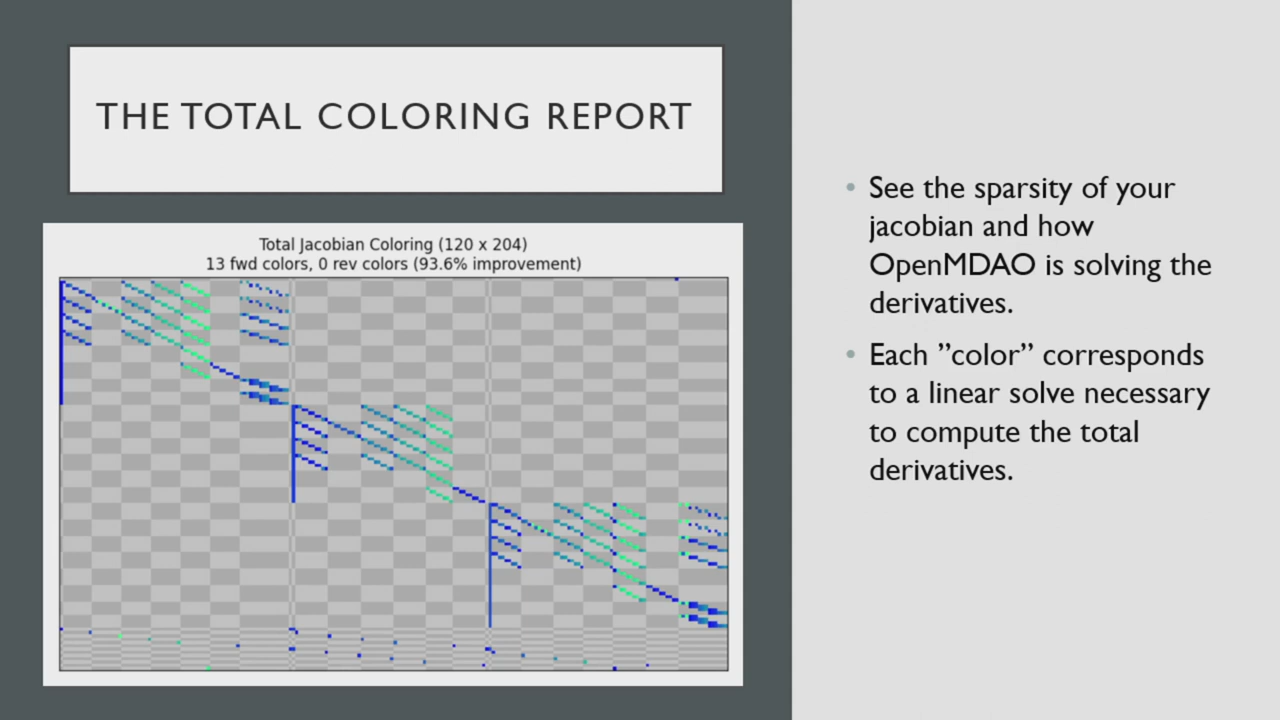 THE TOTAL COLORING REPORT
Total Jacobian Coloring (120 x 204)
13 fwd colors, 0 rev colors (93.6% improvement)
• See the sparsity of your
jacobian and how
OpenMDAO is solving the
derivatives.
• Each ”color” corresponds
to a linear solve necessary
to compute the total
derivatives.